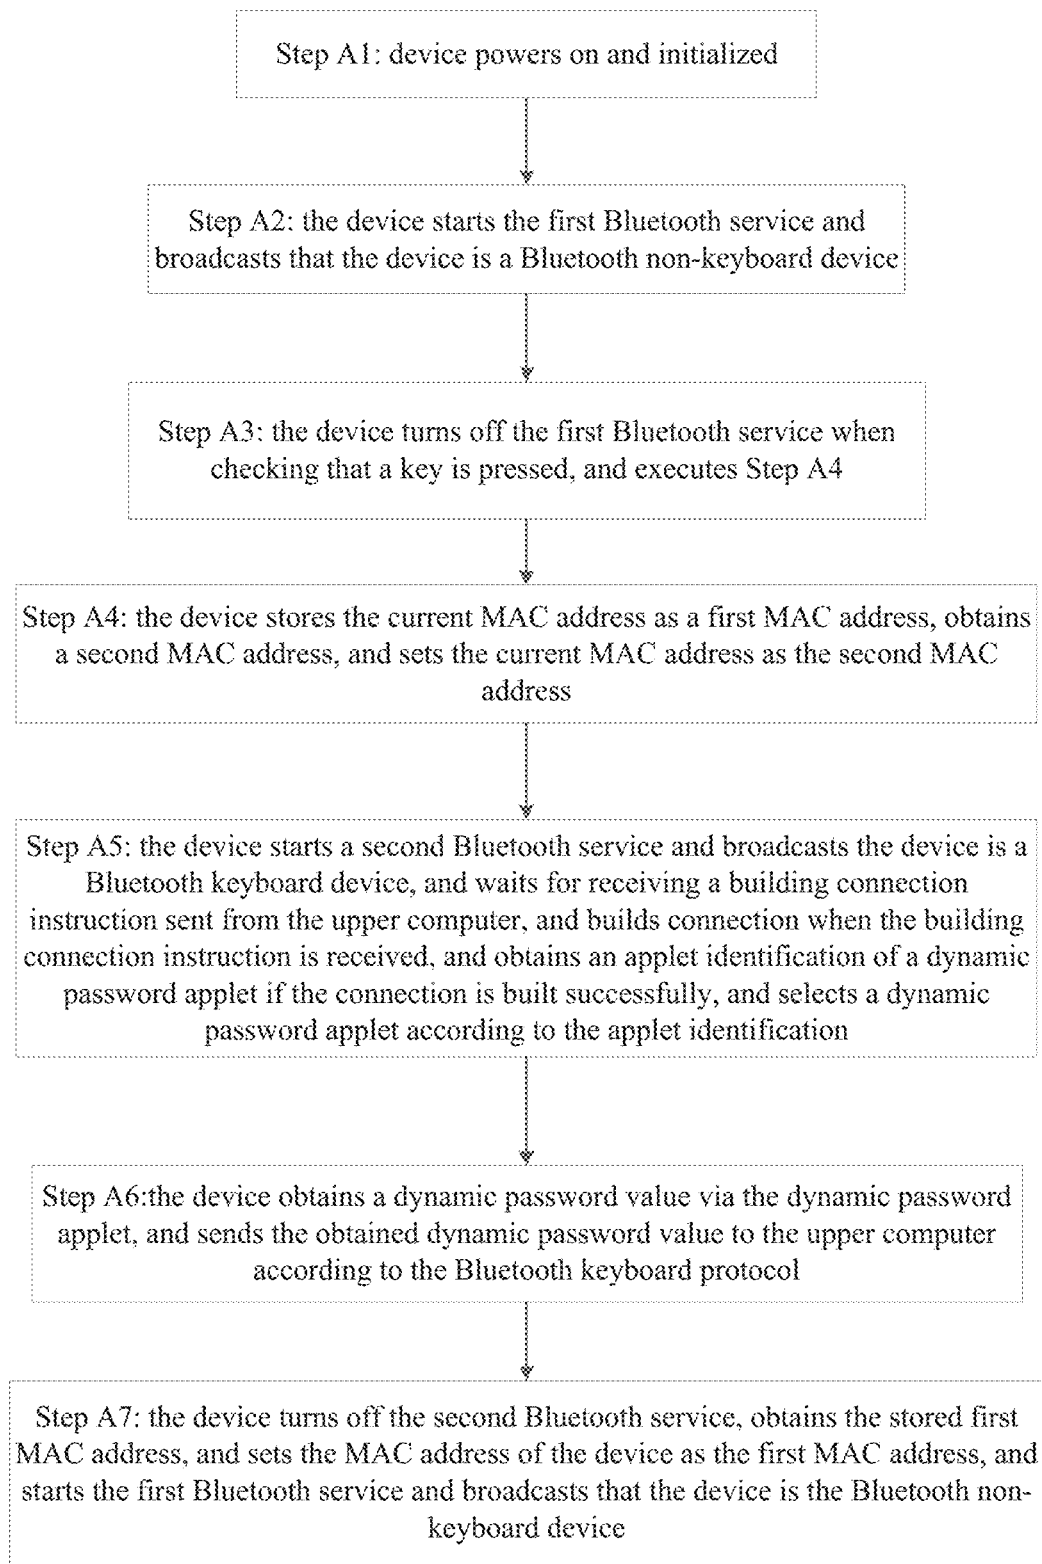 Step A1: device powers on and initialized
Step A2: the device starts the first Bluetooth service and
broadcasts that the device is a Bluetooth non-keyboard device
Step A3: the device turns off the first Bluetooth service when
checking that a key is pressed, and executes Step A4
Step A4: the device stores the current MAC address as a first MAC address, obtains
a second MAC address, and sets the current MAC address as the second MAC
address
Step A5: the device starts a second Bluetooth service and broadcasts the device is a
Bluetooth keyboard device, and waits for receiving a building connection
instruction sent from the upper computer, and builds connection when the building
connection instruction is received, and obtains an applet identification of a dynamic
password applet if the connection is built successfully, and selects a dynamic
password applet according to the applet identification
Step A6:the device obtains a dynamic password value via the dynamic password
applet, and sends the obtained dynamic password value to the upper computer
according to the Bluetooth keyboard protocol
Step A7: the device turns off the second Bluetooth service, obtains the stored first
MAC address, and sets the MAC address of the device as the first MAC address, and
starts the first Bluetooth service and broadcasts that the device is the Bluetooth non-
keyboard device